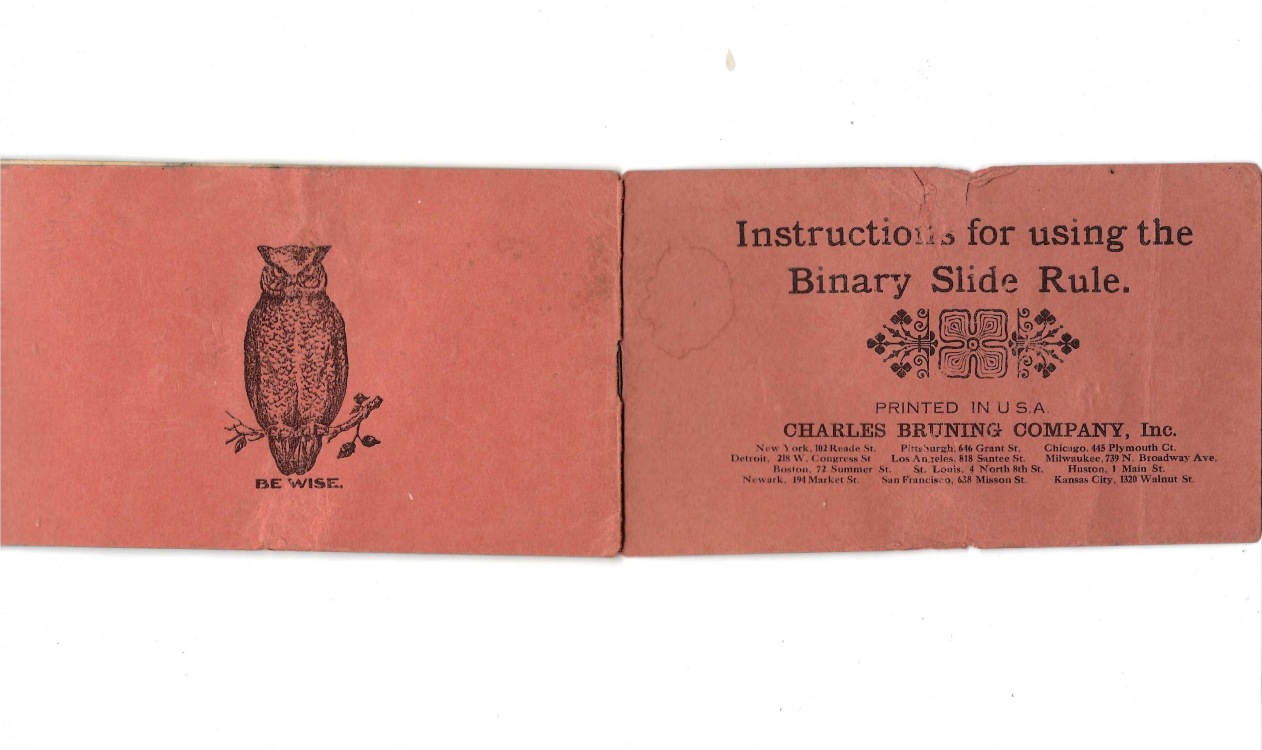 BE WISE.
Instructions for using the
Binary Slide Rule.
PRINTED IN U S.A.
CHARLES BRUNING COMPANY, Inc.
New York, 102 Reade St. Pittsburgh, 646 Grant St. Chicago, 445 Plymouth Ct.
Detroit, 218 W. Congress St Los Angeles, 818 Santee St. Milwaukee, 739 N. Broadway Ave.
Boston, 72 Summer St. St. Louis, 4 North 8th St. Huston, 1 Main St.
Newark, 194 Market St. San Francisco, 638 Misson St. Kansas City, 1320 Walnut St.